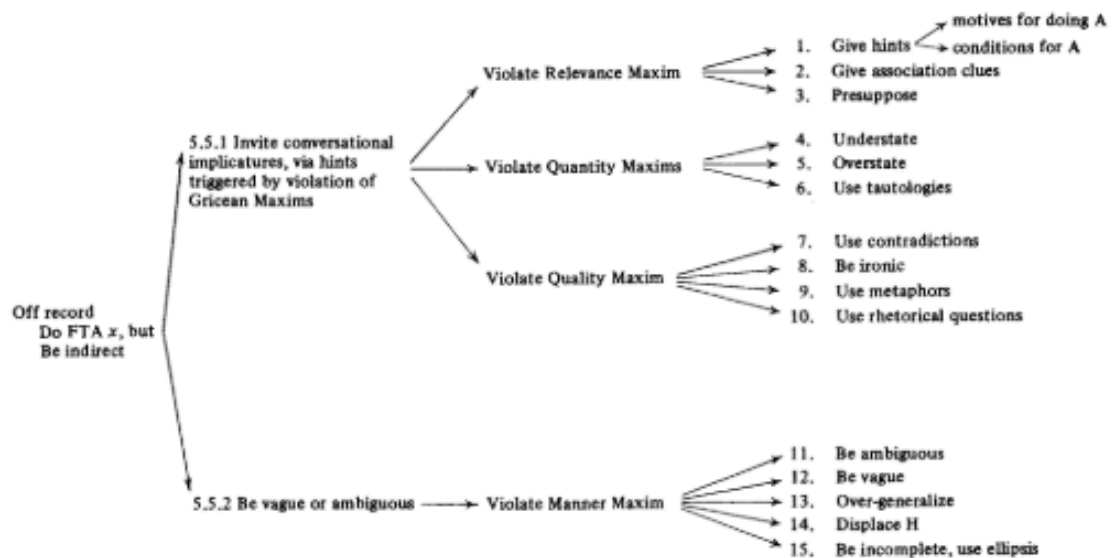 motives for doing A
1. Give hints
conditions for A
Violate Relevance Maxim
2. Give association clues
3. Presuppose
5.5.1 Invite conversational
implicatures, via hints
triggered by violation of
Gricean Maxims
4. Understate
Violate Quantity Maxims
5. Overstate
6. Use tautologies
7. Use contradictions
Violate Quality Maxim
8. Be ironic
9. Use metaphors
10. Use rhetorical questions
Off record
Do FTA x, but
Be indirect
11. Be ambiguous
12. Be vague
5.5.2 Be vague or ambiguous
Violate Manner Maxim
13. Over-generalize
14. Displace H
15. Be incomplete, use ellipsis